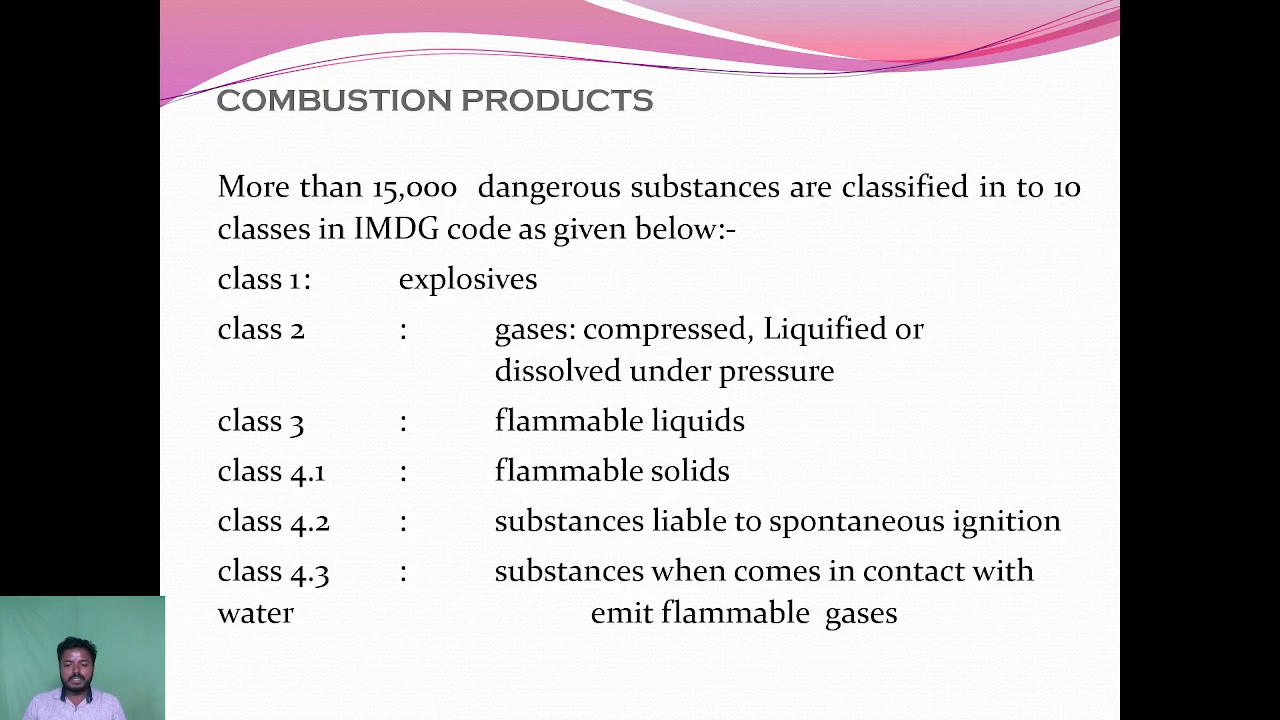 COMBUSTION PRODUCTS
More than 15,000 dangerous substances are classified in to 10
classes in IMDG code as given below:-
class 1: explosives
class 2 : gases: compressed, Liquified or
dissolved under pressure
class 3 : flammable liquids
class 4.1 : flammable solids
class 4.2 : substances liable to spontaneous ignition
class 4.3 : substances when comes in contact with
water emit flammable gases